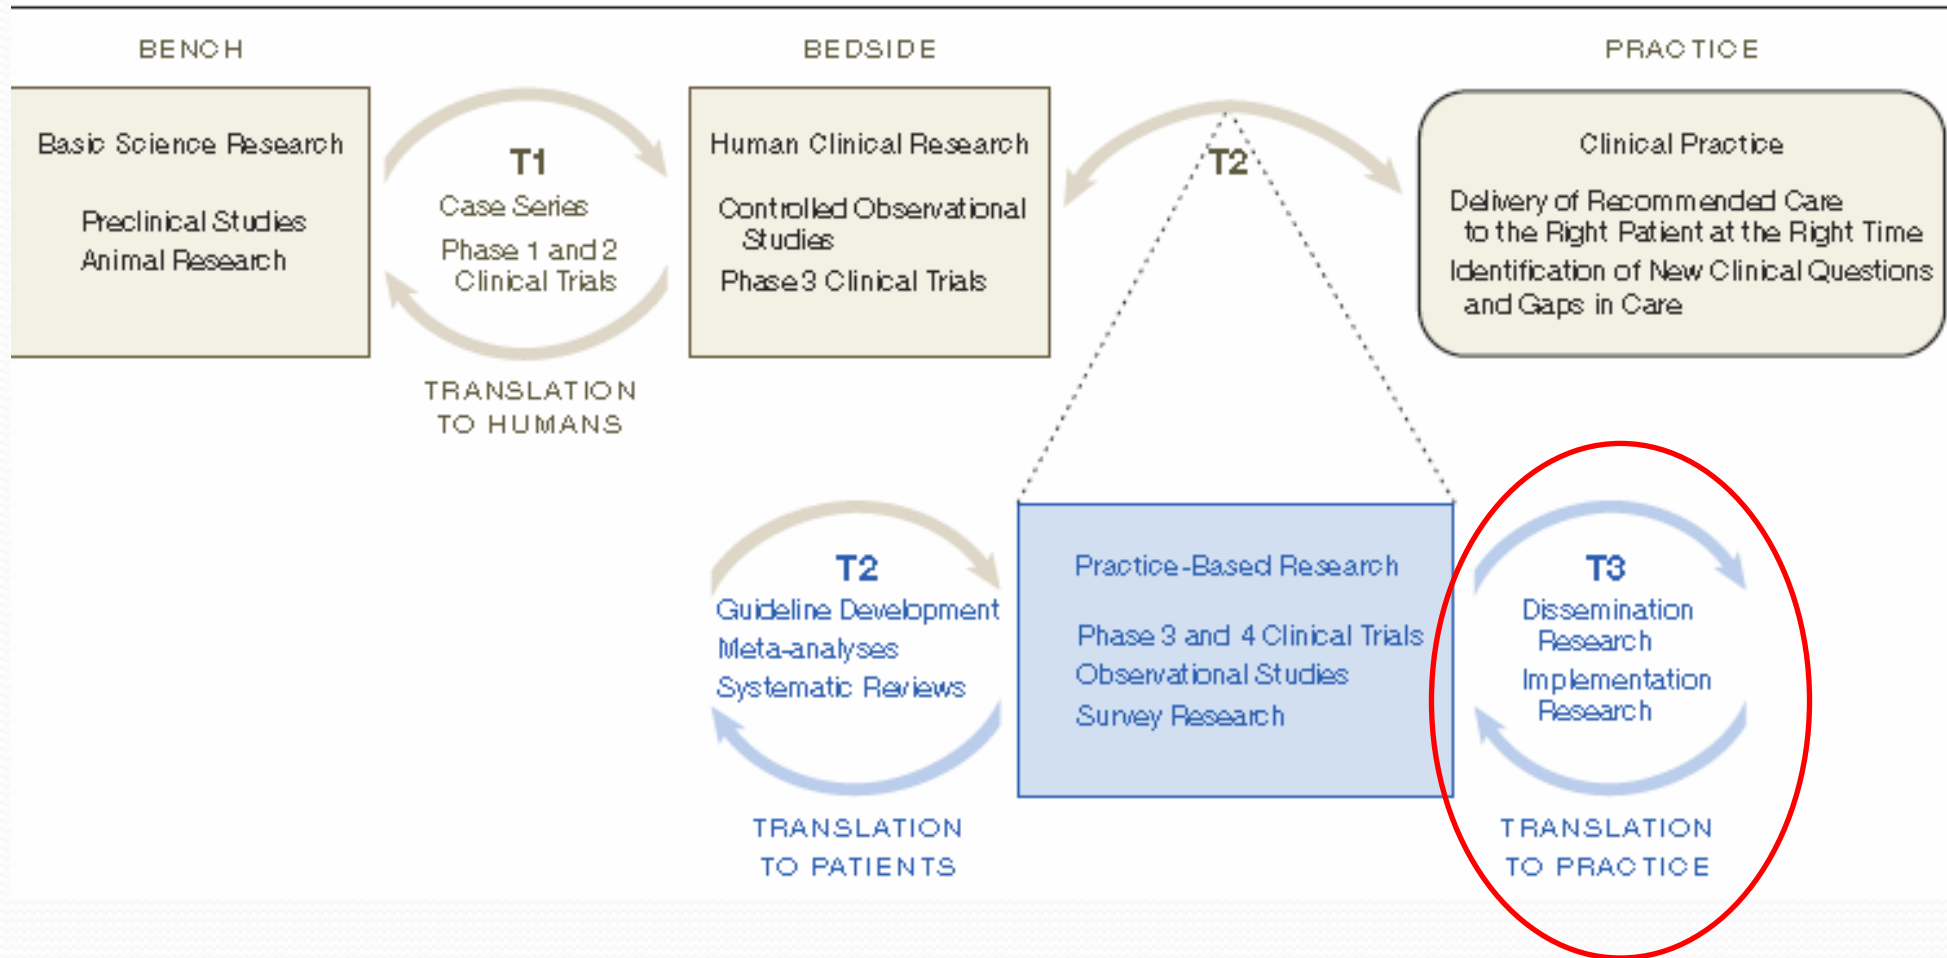 BENCH
Basic Science Research
Preclinical Studies
Animal Research
T1
Case Series
Phase 1 and 2
Clinical Trials
TRANSLATION
TO HUMANS
BEDSIDE
Human Clinical Research
Controlled Observational
Studies
Phase 3 Clinical Trials
T2
PRACTICE
Clinical Practice
Delivery of Recommended Care
to the Right Patient at the Right Time
Identification of New Clinical Questions
and Gaps in Care
T2
Guideline Development
Meta-analyses
Systematic Reviews
TRANSLATION
TO PATIENTS
Practice-Based Research
Phase 3 and 4 Clinical Trials
Observational Studies
Survey Research
T3
Dissemination
Research
Implementation
Research
TRANSLATION
TO PRACTICE